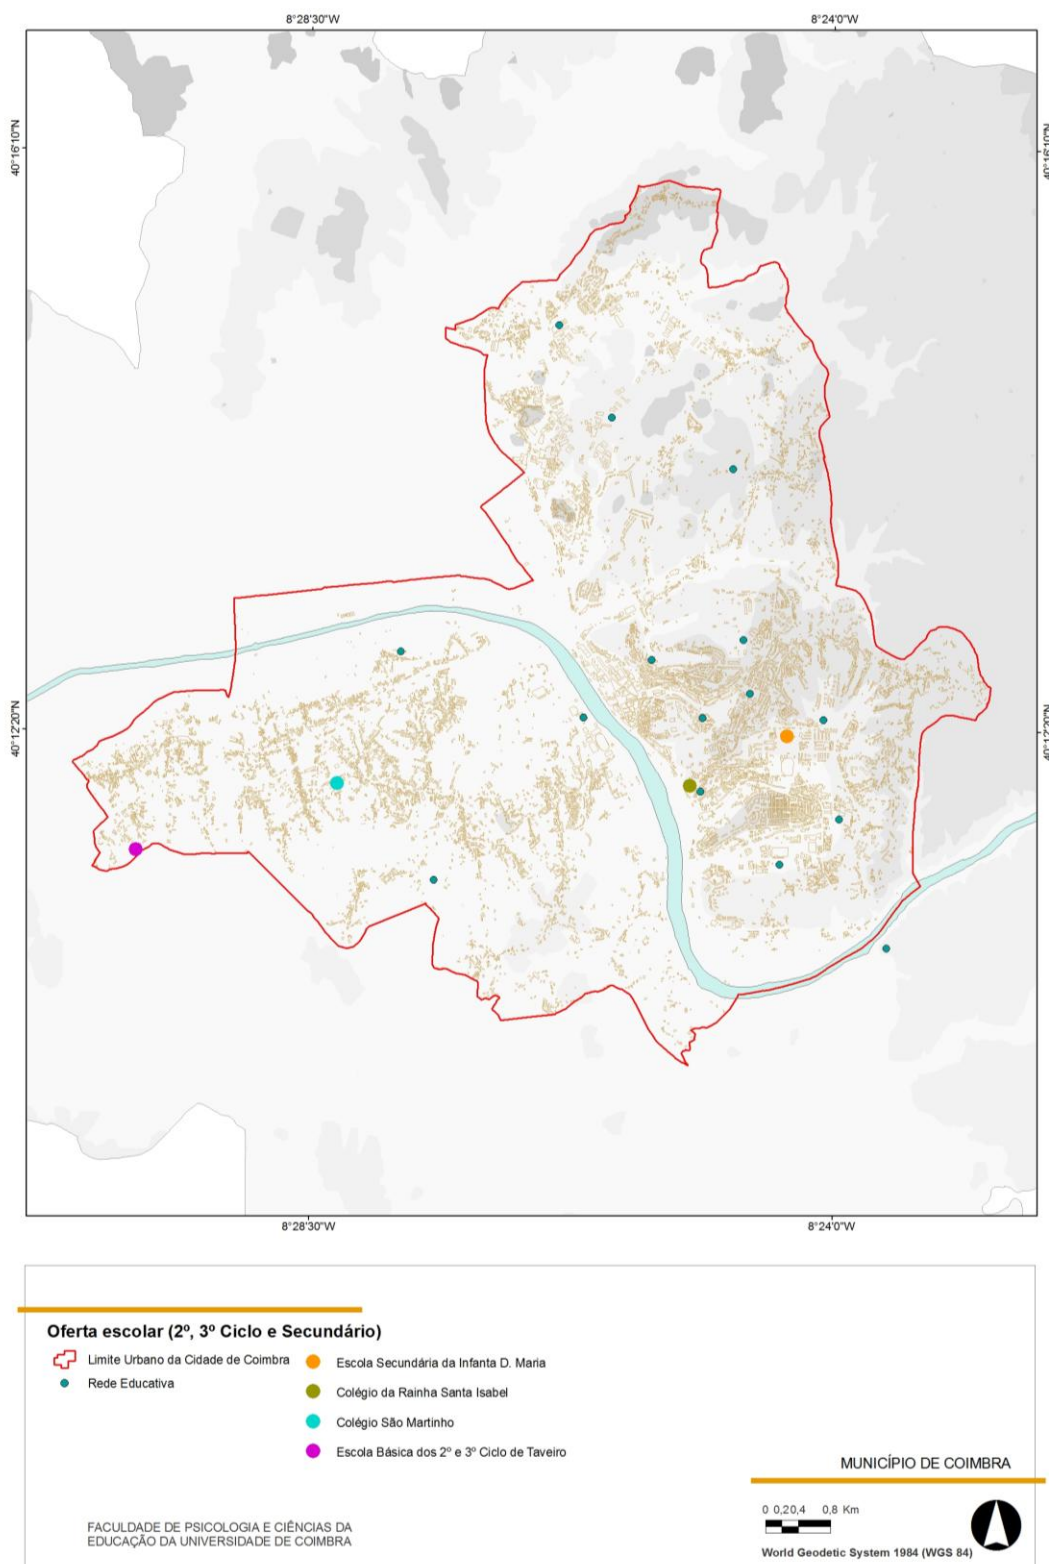 8°28'30"W
8°24'0"W
40°16'10"N
40°16'10"N
40°12'20"N
40°12'20"N
8°28'30"W
8°24'0"W
Oferta escolar (2º, 3º Ciclo e Secundário)
Limite Urbano da Cidade de Coimbra
Rede Educativa
Escola Secundária da Infanta D. Maria
Colégio da Rainha Santa Isabel
Colégio São Martinho
Escola Básica dos 2º e 3º Ciclo de Taveiro
MUNICÍPIO DE COIMBRA
0 0,20,4 0,8 Km
World Geodetic System 1984 (WGS 84)
FACULDADE DE PSICOLOGIA E CIÊNCIAS DA
EDUCAÇÃO DA UNIVERSIDADE DE COIMBRA